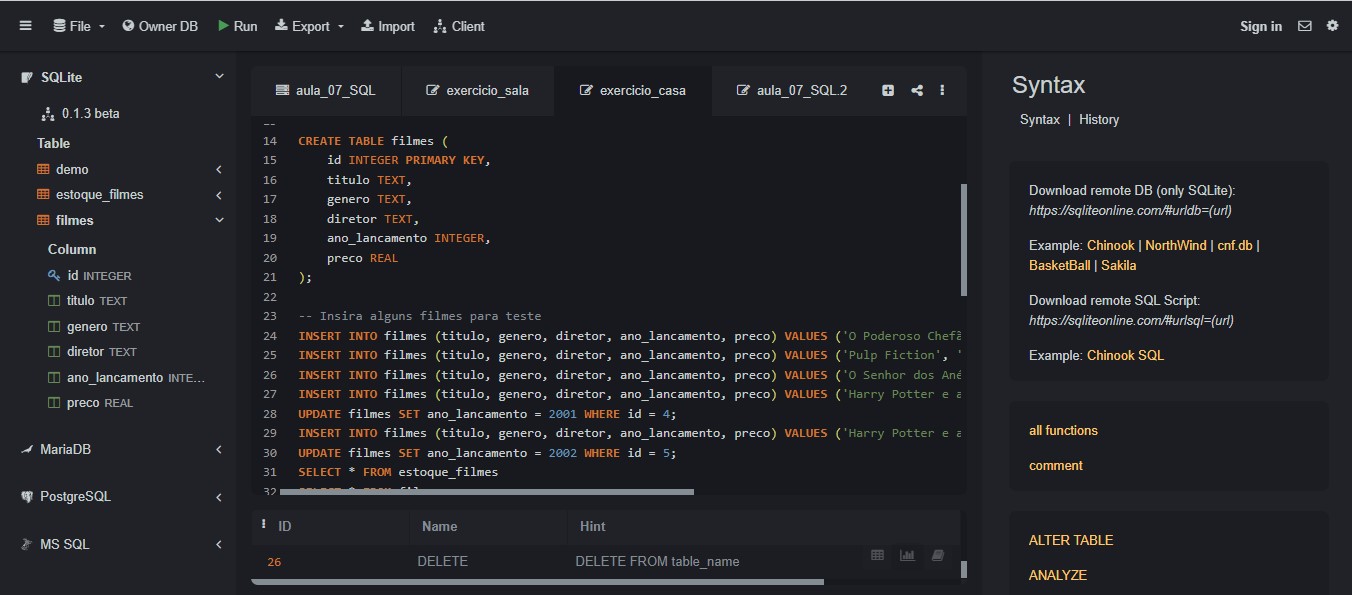 File Owner DB Run Export Import Client Sign in
SQLite
0.1.3 beta
Table
demo
estoque_filmes
filmes
Column
id INTEGER
titulo TEXT
genero TEXT
diretor TEXT
ano_lancamento INTE...
preco REAL
MariaDB
PostgreSQL
MS SQL
aula_07_SQL exercicio_sala exercicio_casa aula_07_SQL.2
14 CREATE TABLE filmes (
15 id INTEGER PRIMARY KEY,
16 titulo TEXT,
17 genero TEXT,
18 diretor TEXT,
19 ano_lancamento INTEGER,
20 preco REAL
21 );
22
23 -- Insira alguns filmes para teste
24 INSERT INTO filmes (titulo, genero, diretor, ano_lancamento, preco) VALUES ('O Poderoso Chefã
25 INSERT INTO filmes (titulo, genero, diretor, ano_lancamento, preco) VALUES ('Pulp Fiction', '
26 INSERT INTO filmes (titulo, genero, diretor, ano_lancamento, preco) VALUES ('O Senhor dos Ané
27 INSERT INTO filmes (titulo, genero, diretor, ano_lancamento, preco) VALUES ('Harry Potter e a
28 UPDATE filmes SET ano_lancamento = 2001 WHERE id = 4;
29 INSERT INTO filmes (titulo, genero, diretor, ano_lancamento, preco) VALUES ('Harry Potter e a
30 UPDATE filmes SET ano_lancamento = 2002 WHERE id = 5;
31 SELECT * FROM estoque_filmes
32
ID Name Hint
26 DELETE DELETE FROM table_name
Syntax
Syntax | History
Download remote DB (only SQLite):
https://sqliteonline.com/#urldb=(url)
Example: Chinook | NorthWind | cnf.db |
BasketBall | Sakila
Download remote SQL Script:
https://sqliteonline.com/#urlsql=(url)
Example: Chinook SQL
all functions
comment
ALTER TABLE
ANALYZE